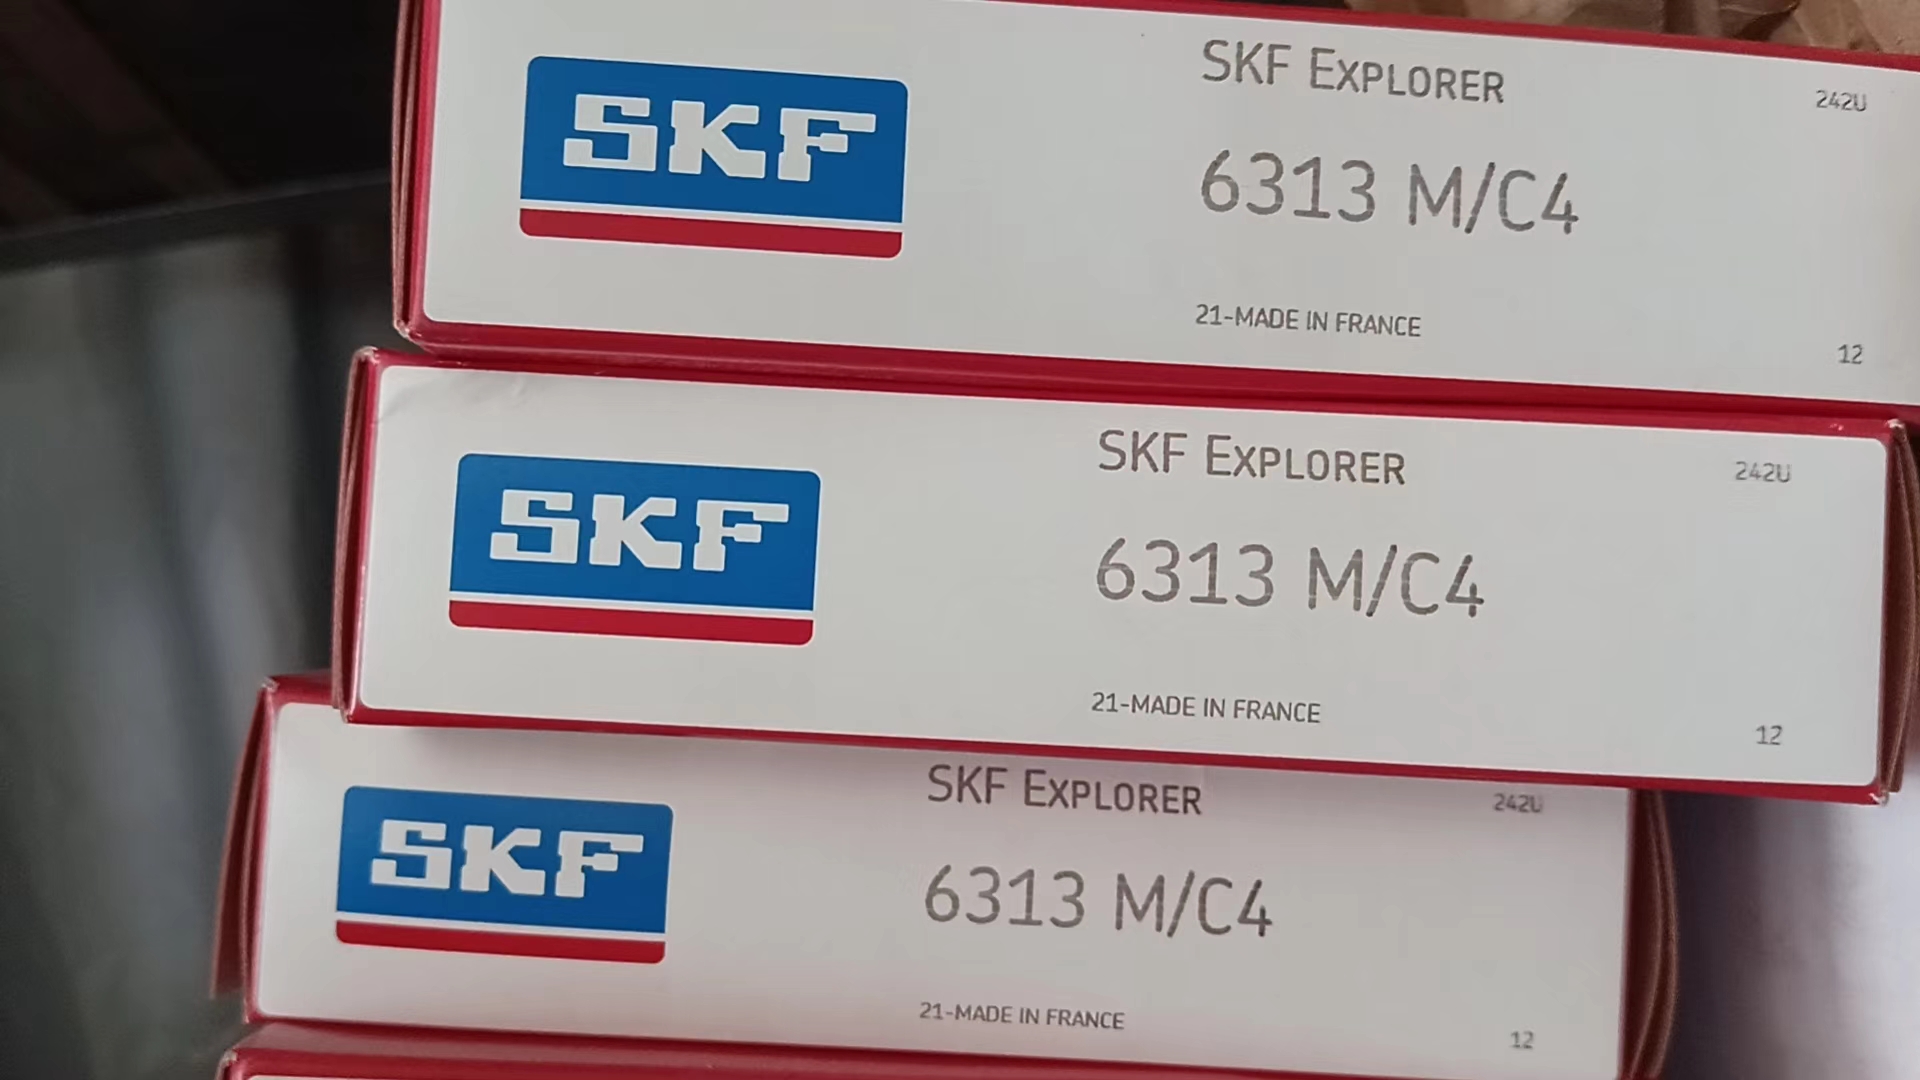 SKF
SKF EXPLORER
242U
6313 M/C4
21-MADE IN FRANCE
12
SKF
SKF EXPLORER
242U
6313 M/C4
21-MADE IN FRANCE
12
SKF
SKF EXPLORER
242U
6313 M/C4
21-MADE IN FRANCE
12